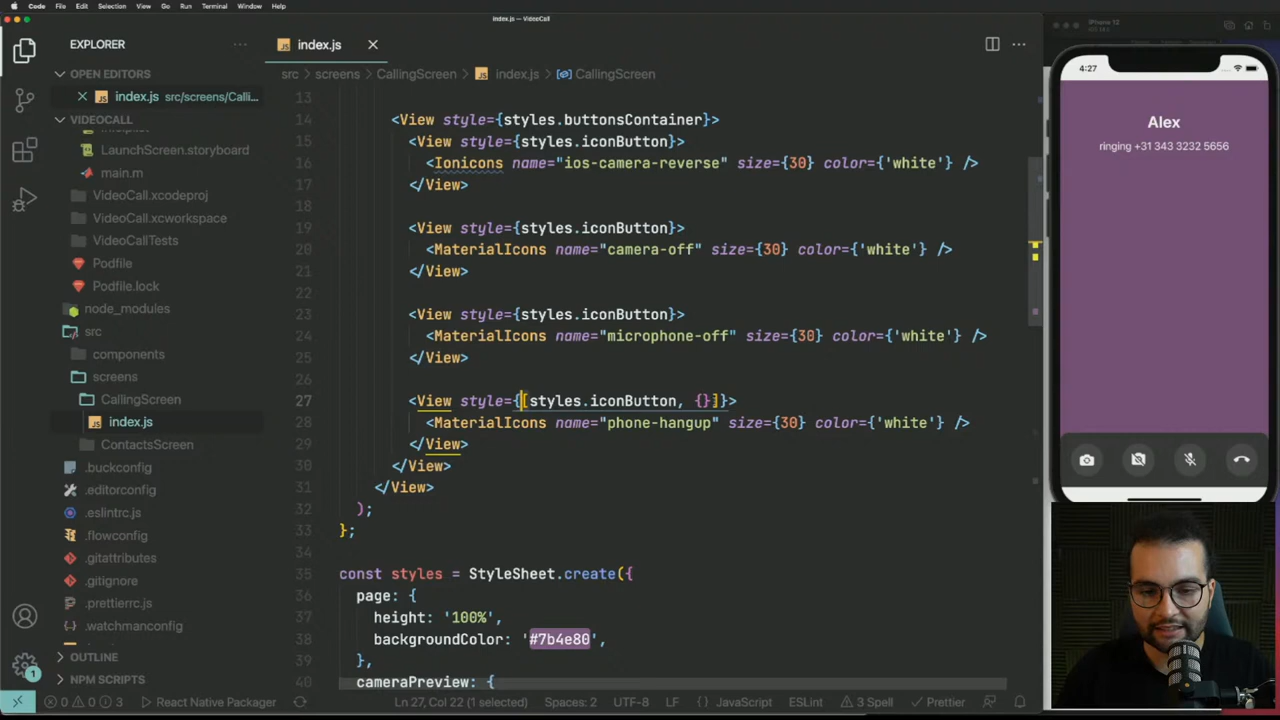 Code File Edit Selection View Go Run Terminal Window Help
index.js — VideoCall
EXPLORER
OPEN EDITORS
index.js src/screens/Calli...
VIDEOCALL
LaunchScreen.storyboard
main.m
VideoCall.xcodeproj
VideoCall.xcworkspace
VideoCallTests
Podfile
Podfile.lock
node_modules
src
components
screens
CallingScreen
index.js
ContactsScreen
.buckconfig
.editorconfig
.eslintrc.js
.flowconfig
.gitattributes
.gitignore
.prettierrc.js
.watchmanconfig
OUTLINE
NPM SCRIPTS
JS index.js
src > screens > CallingScreen > JS index.js > CallingScreen
13
14 <View style={styles.buttonsContainer}>
15 <View style={styles.iconButton}>
16 <Ionicons name="ios-camera-reverse" size={30} color={'white'} />
17 </View>
18
19 <View style={styles.iconButton}>
20 <MaterialIcons name="camera-off" size={30} color={'white'} />
21 </View>
22
23 <View style={styles.iconButton}>
24 <MaterialIcons name="microphone-off" size={30} color={'white'} />
25 </View>
26
27 <View style={[styles.iconButton, {}]}>
28 <MaterialIcons name="phone-hangup" size={30} color={'white'} />
29 </View>
30 </View>
31 </View>
32 );
33 };
34
35 const styles = StyleSheet.create({
36 page: {
37 height: '100%',
38 backgroundColor: '#7b4e80',
39 },
40 cameraPreview: {
1
0 0 3 React Native Packager
Ln 27, Col 22 (1 selected) Spaces: 2 UTF-8 LF JavaScript ESLint 3 Spell Prettier
iPhone 12
4:27
Alex
ringing +31 343 3232 5656